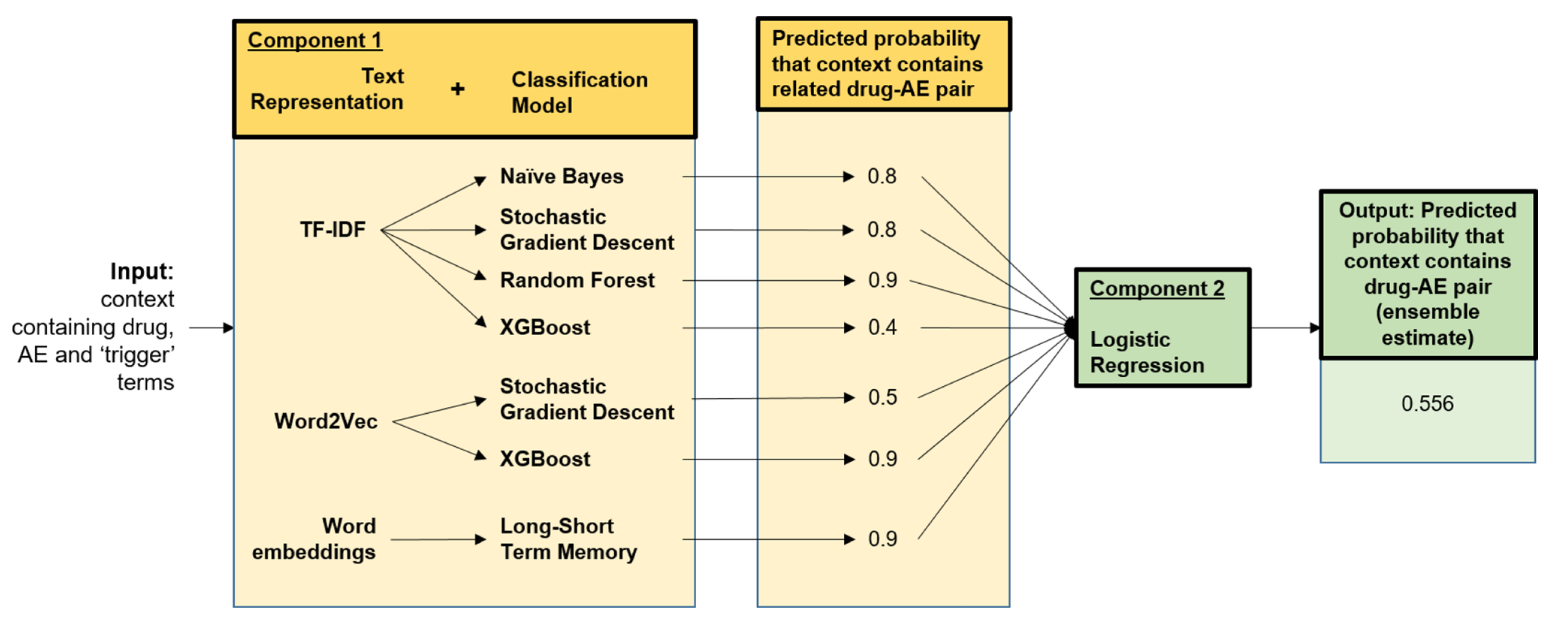 Input:
context
containing drug,
AE and ‘trigger’
terms
Component 1
Text
Representation
+
Classification
Model
TF-IDF
Naïve Bayes
Stochastic
Gradient Descent
Random Forest
XGBoost
Word2Vec
Stochastic
Gradient Descent
XGBoost
Word
embeddings
Long-Short
Term Memory
Predicted probability
that context contains
related drug-AE pair
0.8
0.8
0.9
0.4
0.5
0.9
0.9
Component 2
Logistic
Regression
Output: Predicted
probability that
context contains
drug-AE pair
(ensemble
estimate)
0.556